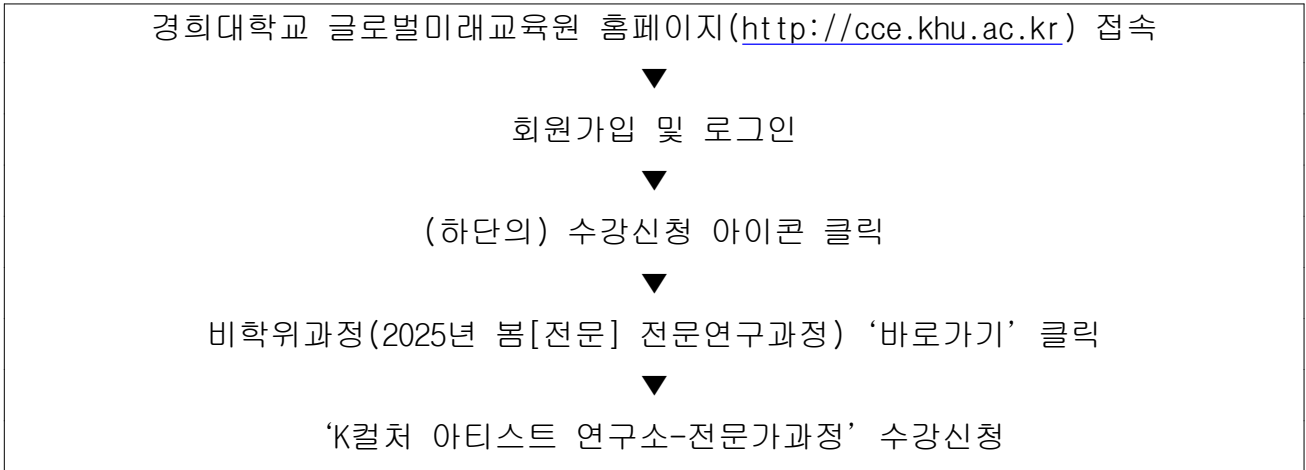 경희대학교 글로벌미래교육원 홈페이지(http://cce.khu.ac.kr) 접속
▼
회원가입 및 로그인
▼
(하단의) 수강신청 아이콘 클릭
▼
비학위과정(2025년 봄[전문] 전문연구과정) ‘바로가기’ 클릭
▼
‘K컬처 아티스트 연구소-전문가과정’ 수강신청